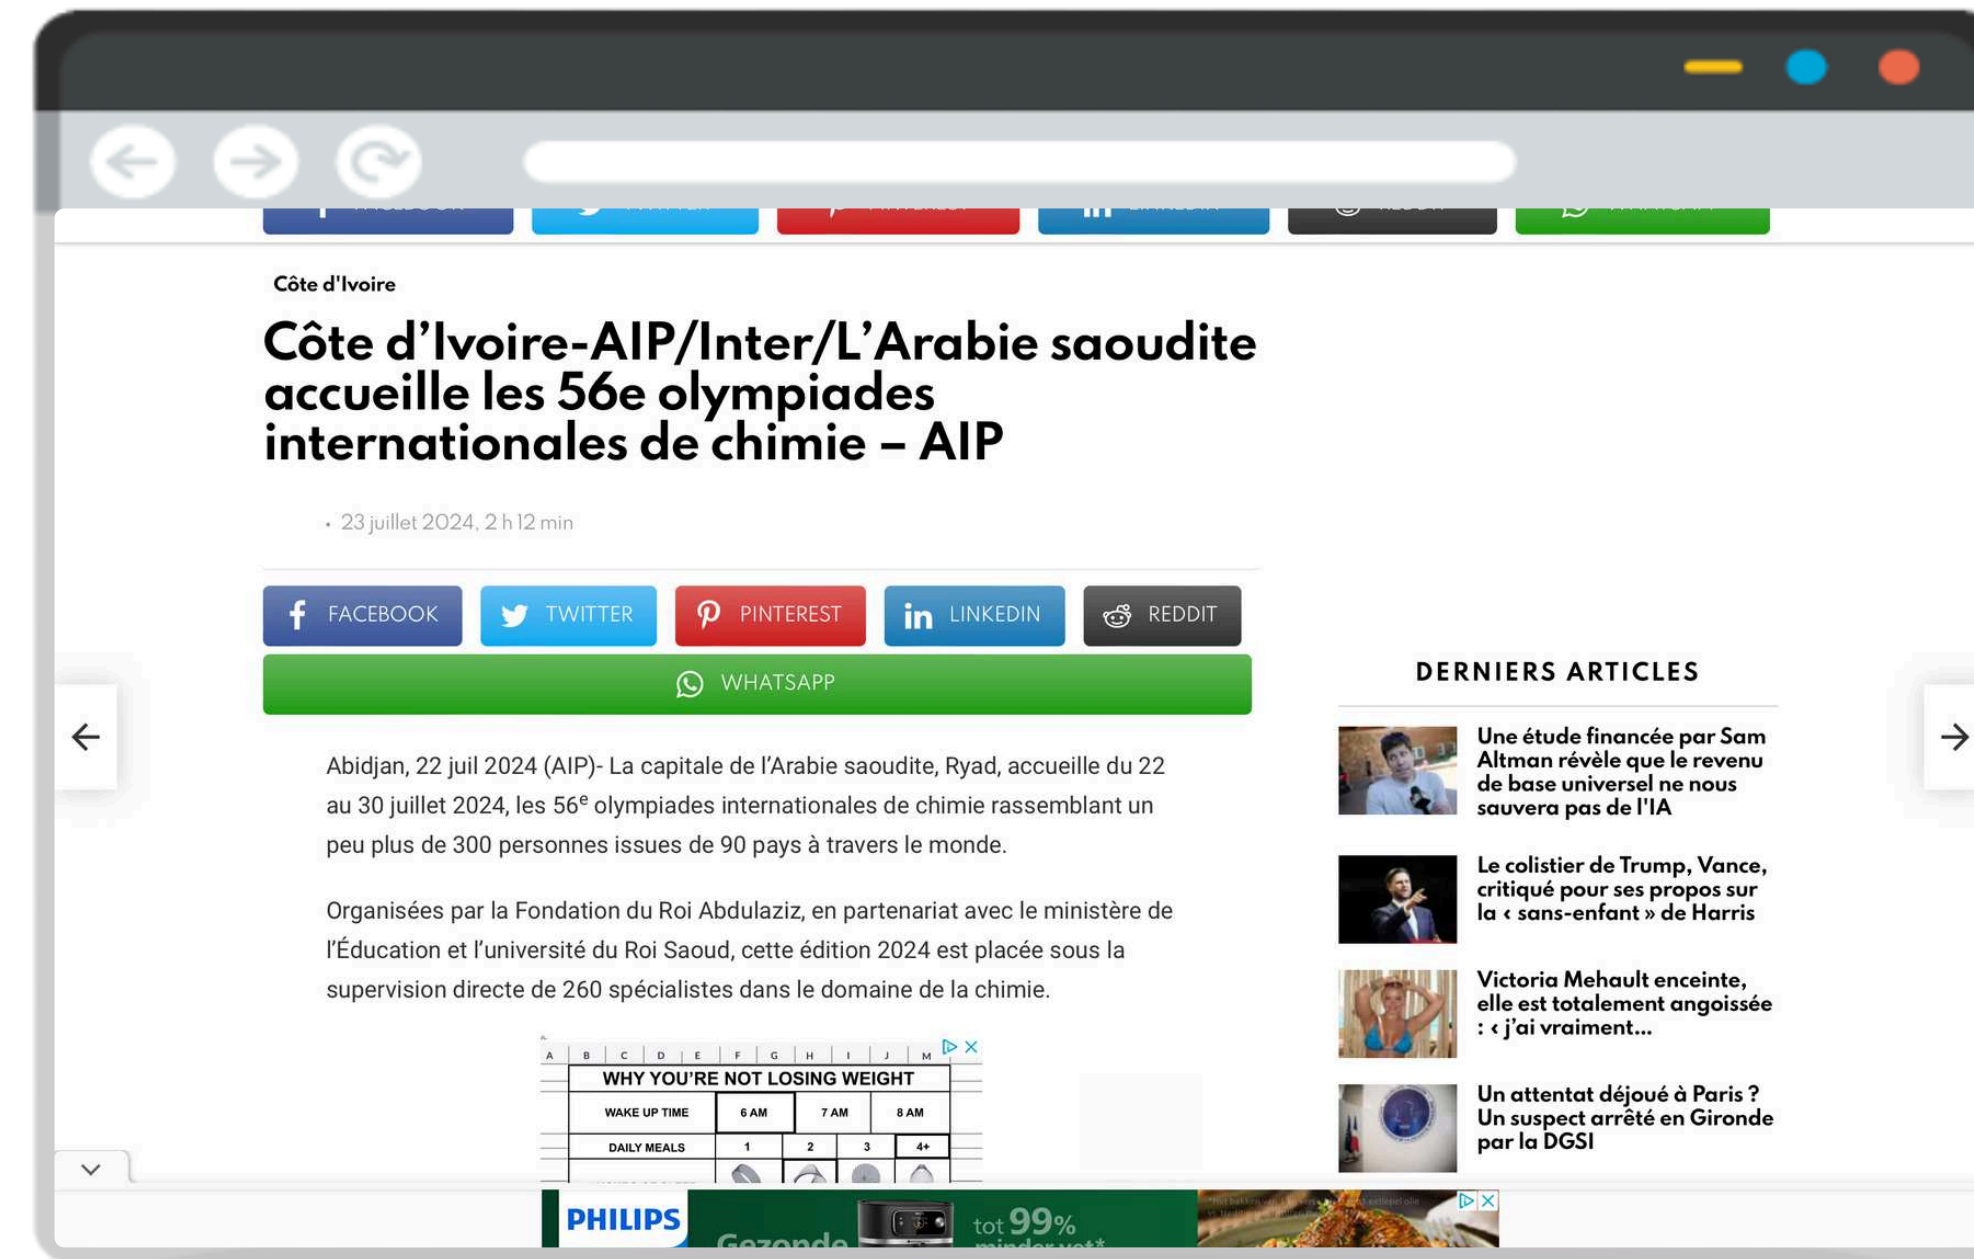 Côte d'Ivoire
Côte d’Ivoire-AIP/Inter/L’Arabie saoudite
accueille les 56e olympiades
internationales de chimie – AIP
• 23 juillet 2024, 2 h 12 min
FACEBOOK
TWITTER
PINTEREST
LINKEDIN
REDDIT
WHATSAPP
Abidjan, 22 juil 2024 (AIP)- La capitale de l’Arabie saoudite, Ryad, accueille du 22
au 30 juillet 2024, les 56e olympiades internationales de chimie rassemblant un
peu plus de 300 personnes issues de 90 pays à travers le monde.
Organisées par la Fondation du Roi Abdulaziz, en partenariat avec le ministère de
l’Éducation et l’université du Roi Saoud, cette édition 2024 est placée sous la
supervision directe de 260 spécialistes dans le domaine de la chimie.
A B C D E F G H I J M
WHY YOU’RE NOT LOSING WEIGHT
WAKE UP TIME 6 AM 7 AM 8 AM
DAILY MEALS 1 2 3 4+
DERNIERS ARTICLES
Une étude financée par Sam
Altman révèle que le revenu
de base universel ne nous
sauvera pas de l'IA
Le colistier de Trump, Vance,
critiqué pour ses propos sur
la ‹ sans-enfant » de Harris
Victoria Mehault enceinte,
elle est totalement angoissée
: ‹ j’ai vraiment...
Un attentat déjoué à Paris ?
Un suspect arrêté en Gironde
par la DGSI
PHILIPS
Gezonde
tot 99%
minder vet*